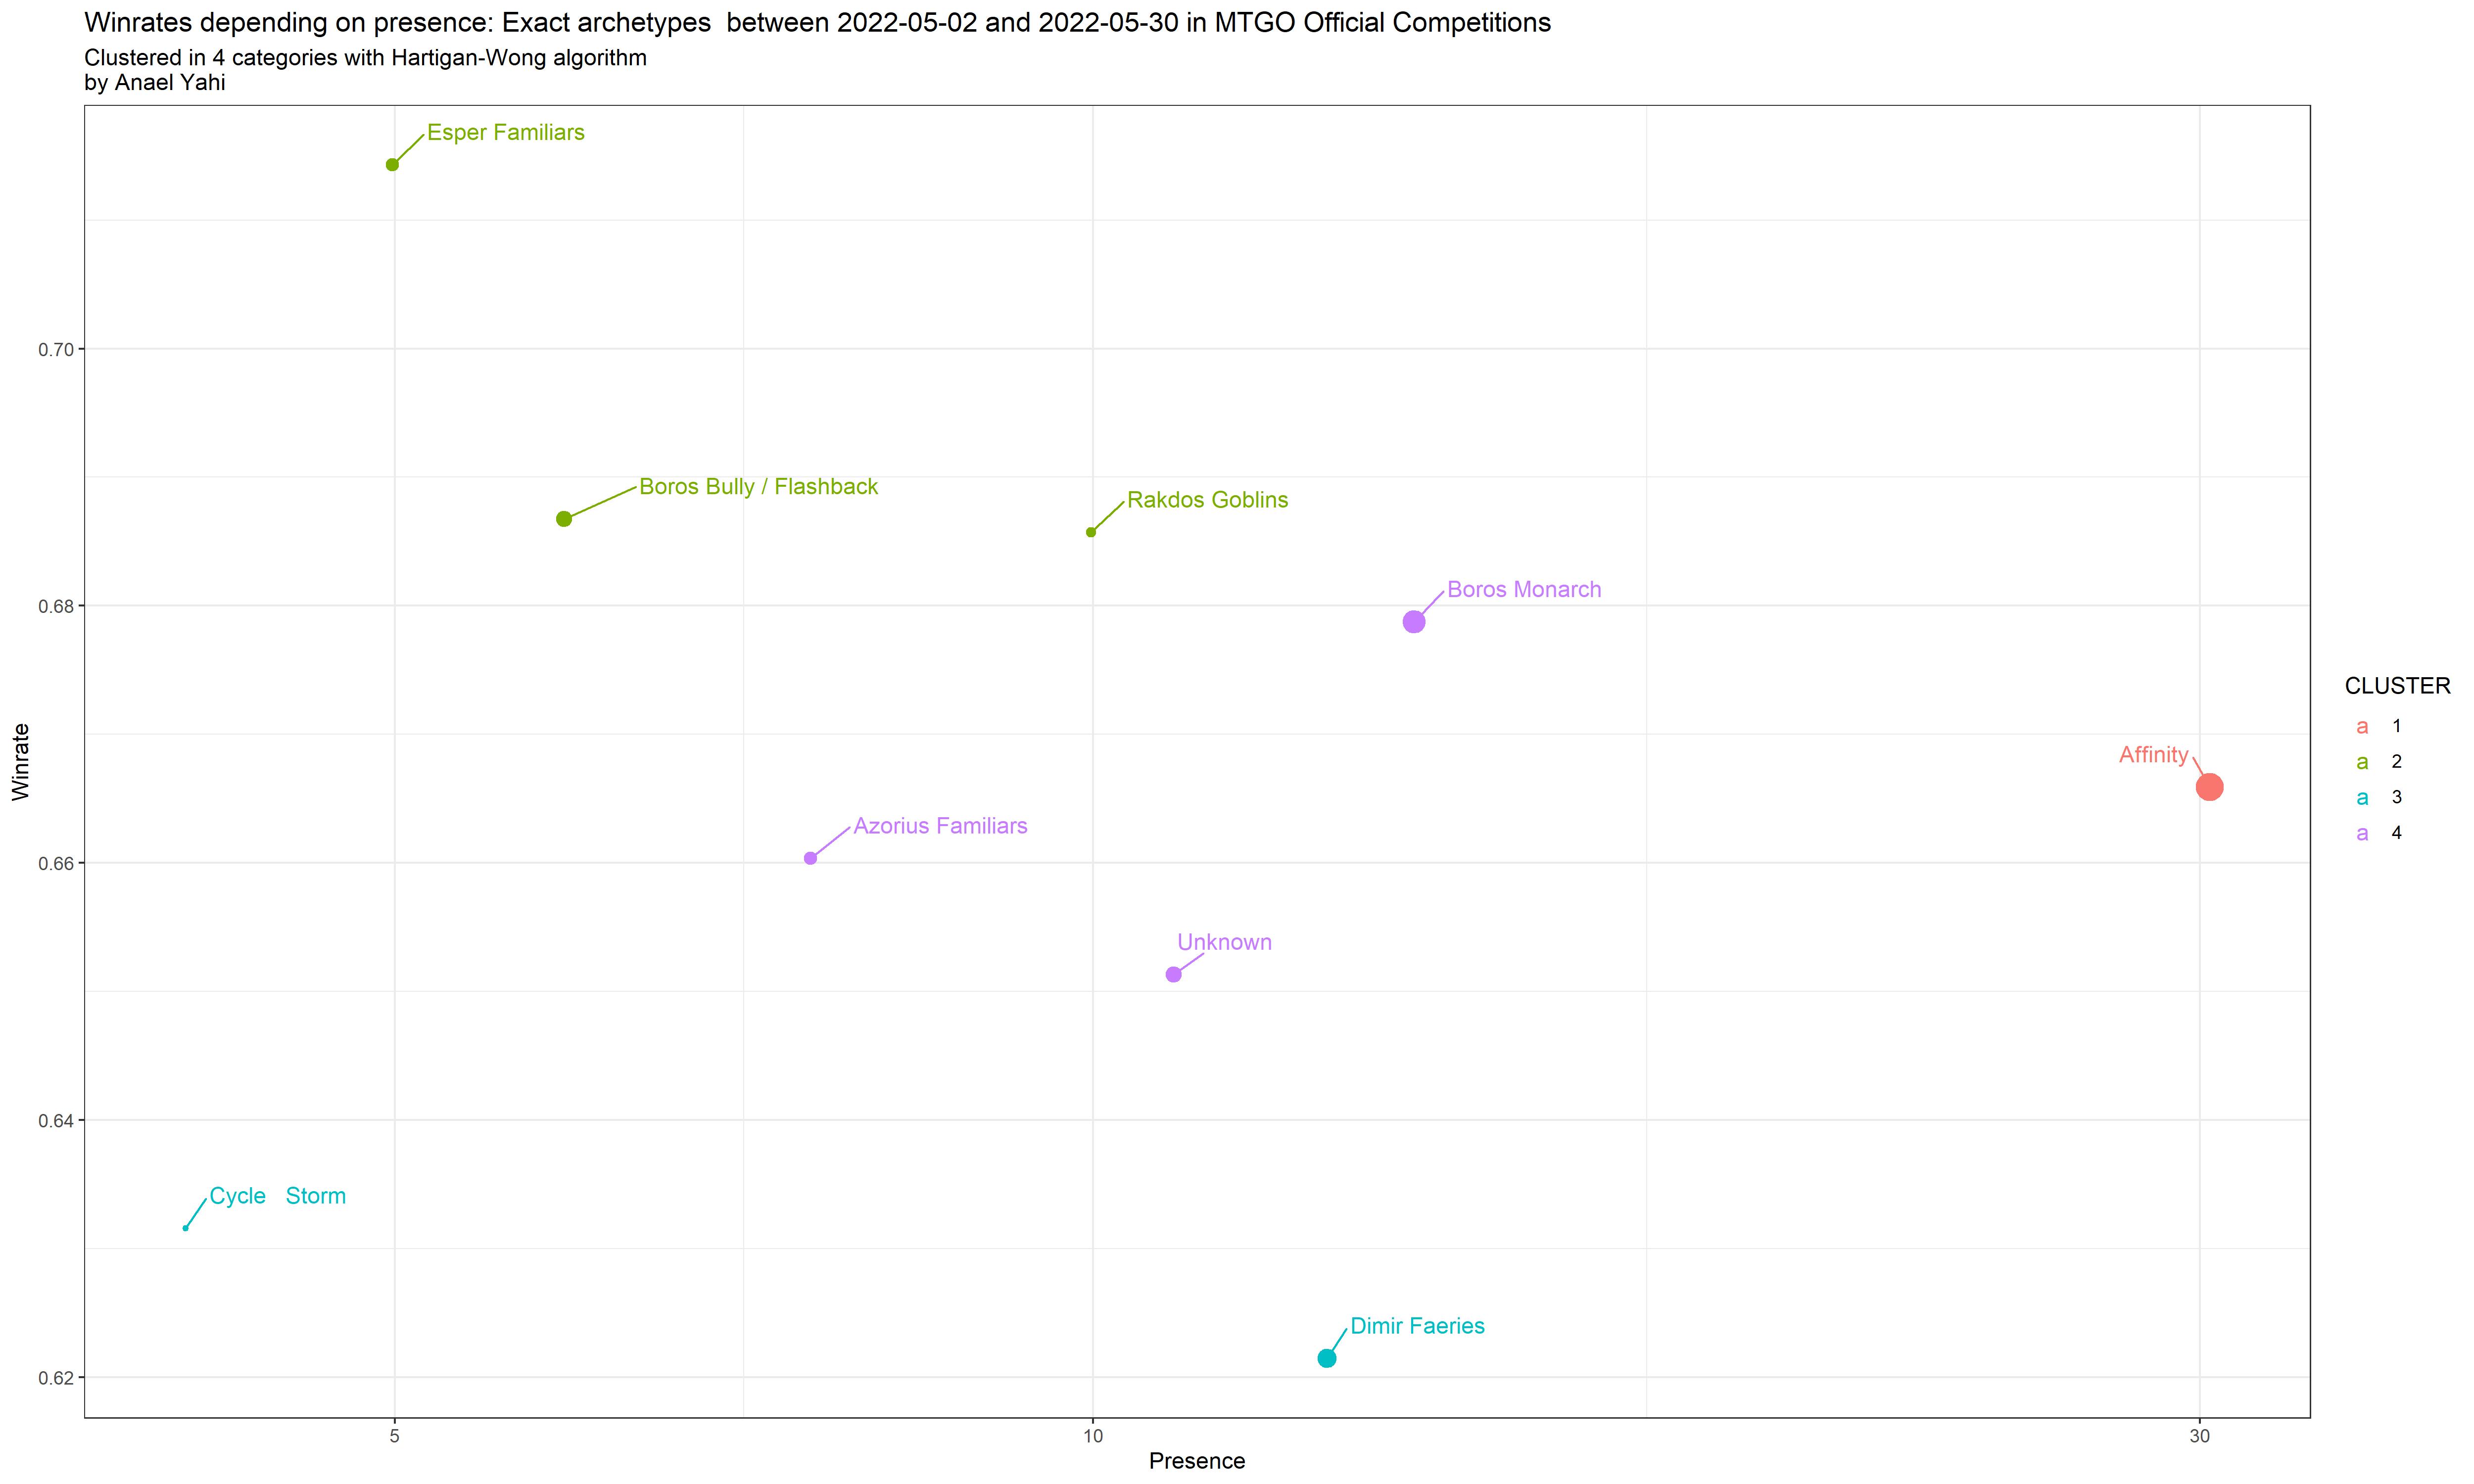 Winrates depending on presence: Exact archetypes  between 2022-05-02 and 2022-05-30 in MTGO Official Competitions
Clustered in 4 categories with Hartigan-Wong algorithm
by Anael Yahi
Esper Familiars
0.70
Boros Bully / Flashback
Rakdos Goblins
Boros Monarch
0.68
CLUSTER
a 1
a 2
a 3
a 4
Winrate
Affinity
Azorius Familiars
0.66
Unknown
0.64
Cycle   Storm
Dimir Faeries
0.62
5
10
30
Presence